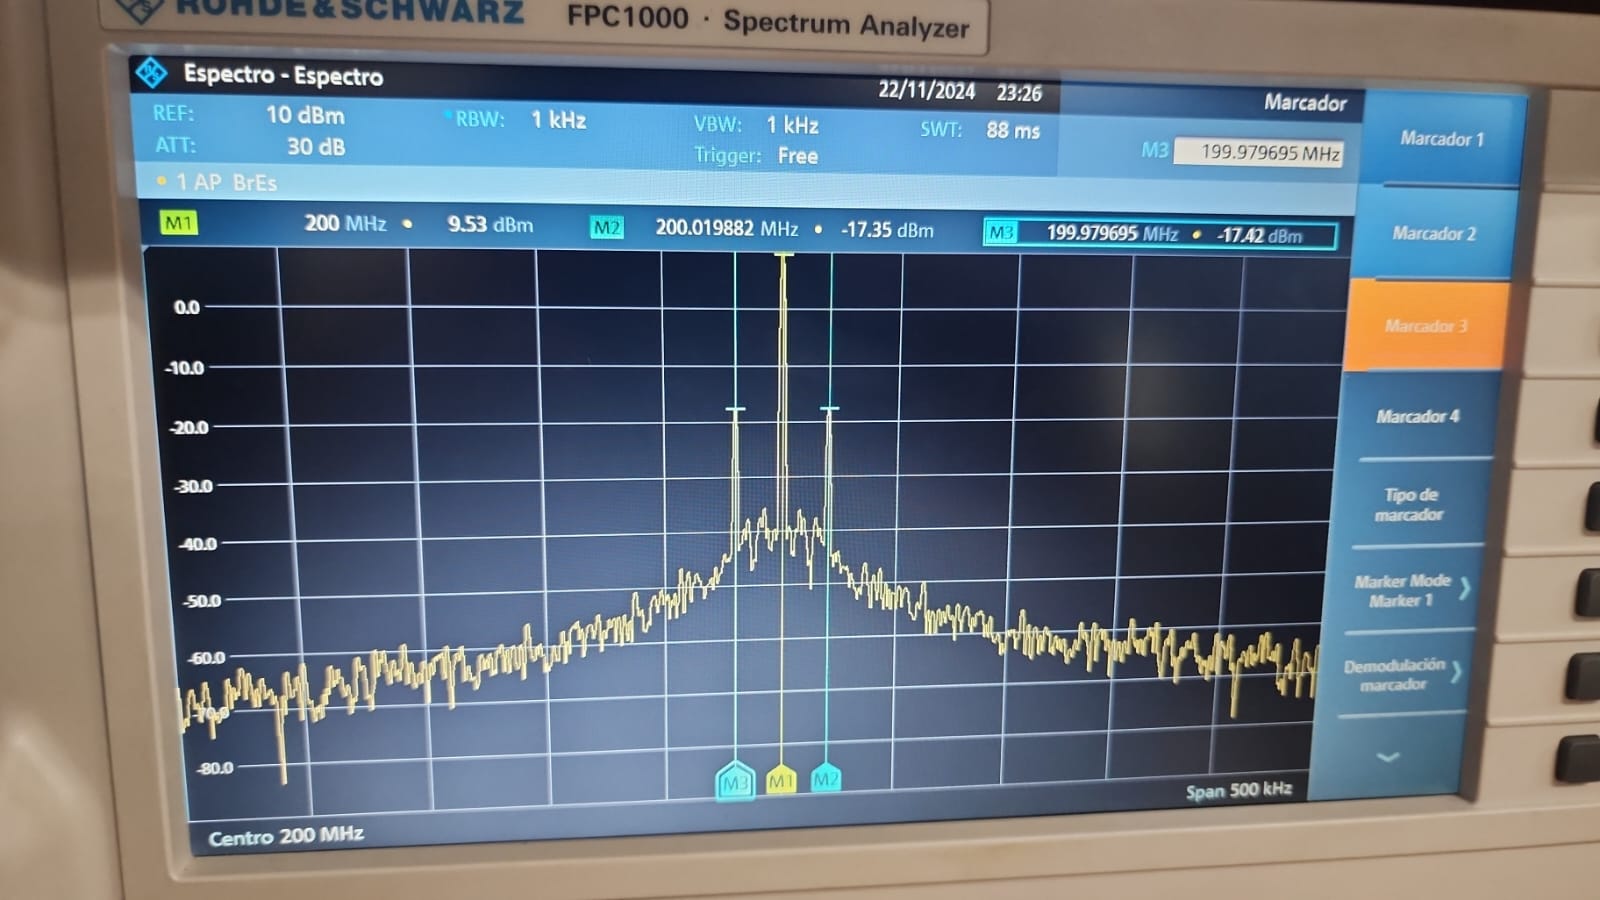 ROHDE & SCHWARZ FPC1000 · Spectrum Analyzer
Espectro - Espectro 22/11/2024 23:26 Marcador
REF: 10 dBm RBW: 1 kHz VBW: 1 kHz SWT: 88 ms
ATT: 30 dB Trigger: Free M3 199.979695 MHz
1 AP BrEs
M1 200 MHz • 9.53 dBm M2 200.019882 MHz • -17.35 dBm M3 199.979695 MHz • -17.42 dBm
0.0
-10.0
-20.0
-30.0
-40.0
-50.0
-60.0
-70.0
-80.0
M3 M1 M2
Centro 200 MHz Span 500 kHz
Marcador 1
Marcador 2
Marcador 3
Marcador 4
Tipo de
marcador
Marker Mode
Marker 1
Demodulación
marcador